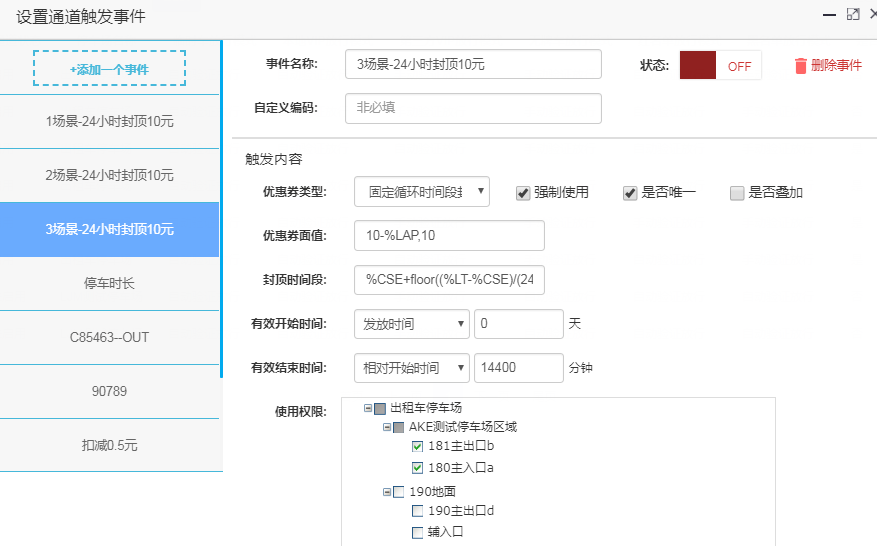 设置通道触发事件
+添加一个事件
1场景-24小时封顶10元
2场景-24小时封顶10元
3场景-24小时封顶10元
停车时长
C85463--OUT
90789
扣减0.5元
事件名称: 3场景-24小时封顶10元 状态: OFF 删除事件
自定义编码: 非必填
触发内容
优惠券类型: 固定循环时间段 强制使用 是否唯一 是否叠加
优惠券面值: 10-%LAP,10
封顶时间段: %CSE+floor((%LT-%CSE)/(24
有效开始时间: 发放时间 0 天
有效结束时间: 相对开始时间 14400 分钟
使用权限: 出租车停车场
AKE测试停车场区域
181主出口b
180主入口a
190地面
190主出口d
辅入口